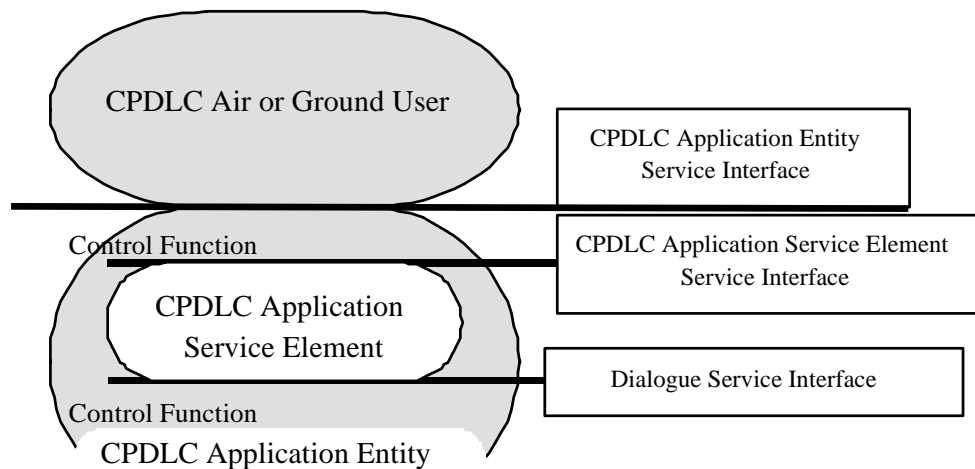 CPDLC Air or Ground User
CPDLC Application Entity
Service Interface
Control Function
CPDLC Application Service Element
Service Interface
CPDLC Application
Service Element
Dialogue Service Interface
Control Function
CPDLC Application Entity